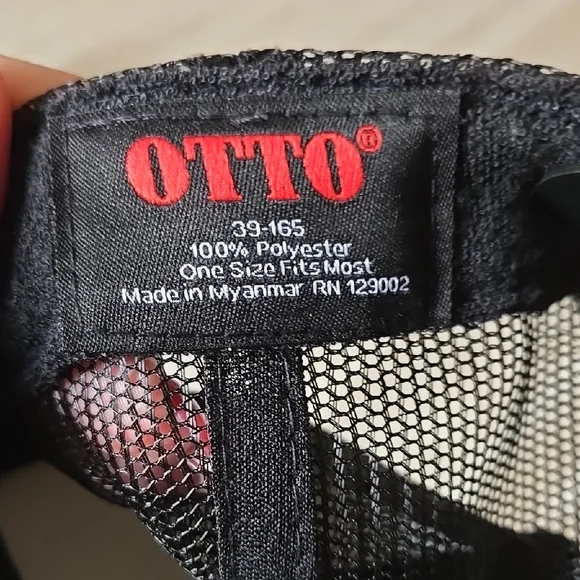 OTTO®
39-165
100% Polyester
One Size Fits Most
Made in Myanmar RN 129002